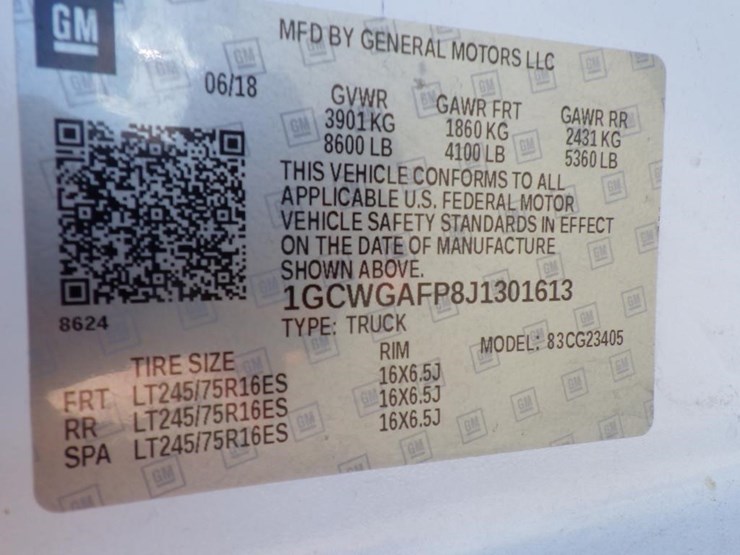 GM
MFD BY GENERAL MOTORS LLC
06/18
GVWR GAWR FRT GAWR RR
3901 KG 1860 KG 2431 KG
8600 LB 4100 LB 5360 LB
THIS VEHICLE CONFORMS TO ALL
APPLICABLE U.S. FEDERAL MOTOR
VEHICLE SAFETY STANDARDS IN EFFECT
ON THE DATE OF MANUFACTURE
SHOWN ABOVE.
1GCWGAFP8J1301613
8624
TYPE: TRUCK MODEL: 83CG23405
TIRE SIZE RIM
FRT LT245/75R16ES 16X6.5J
RR LT245/75R16ES 16X6.5J
SPA LT245/75R16ES 16X6.5J